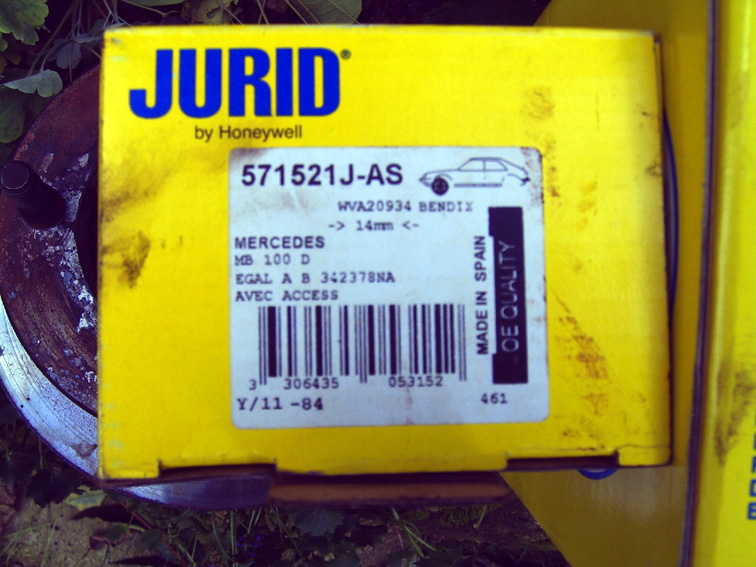 JURID®
by Honeywell
571521J-AS
WVA20934 BENDIX
-> 14mm <-
MERCEDES
MB 100 D
EGAL A B 342378NA
AVEC ACCESS
MADE IN SPAIN
OE QUALITY
3 306435 053152
Y/11 -84
461